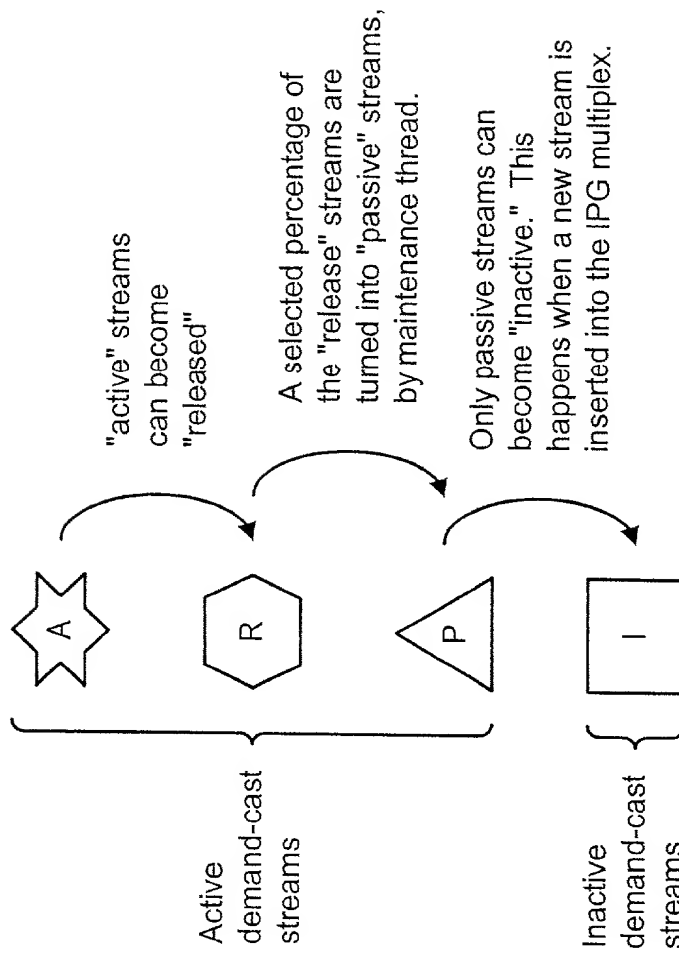 "active" streams
can become
"released"
A selected percentage of
the "release" streams are
turned into "passive" streams,
by maintenance thread.
Only passive streams can
become "inactive." This
happens when a new stream is
inserted into the IPG multiplex.
A
R
P
I
Active
demand-cast
streams
Inactive
demand-cast
streams